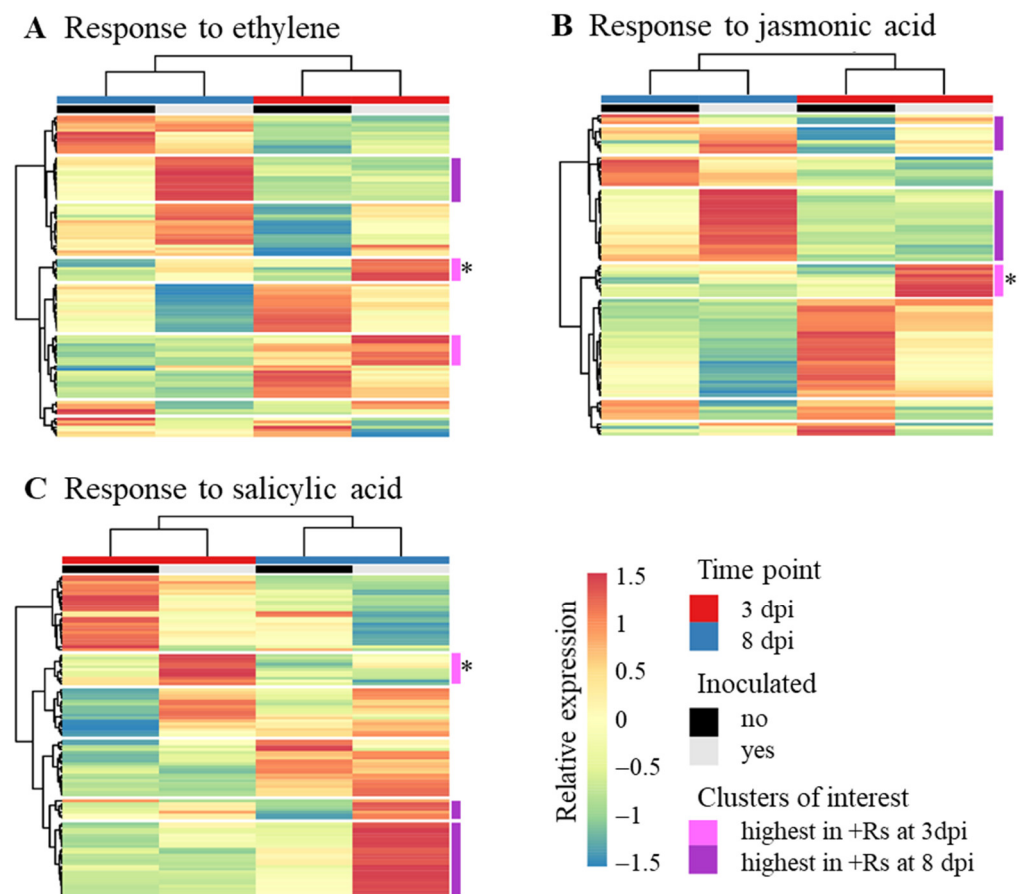 A Response to ethylene
B Response to jasmonic acid
*
*
C Response to salicylic acid
*
Relative expression
1.5
1
0.5
0
−0.5
−1
−1.5
Time point
3 dpi
8 dpi
Inoculated
no
yes
Clusters of interest
highest in +Rs at 3dpi
highest in +Rs at 8 dpi